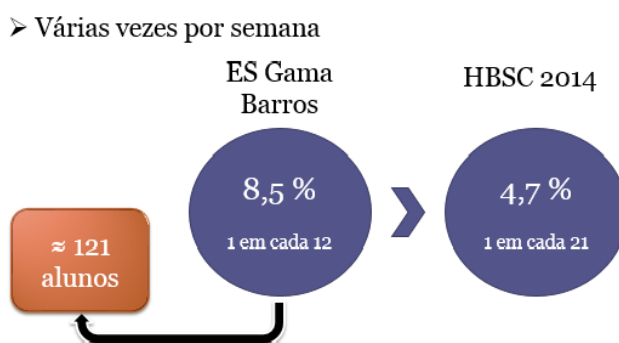 ➢ Várias vezes por semana
ES Gama
Barros
HBSC 2014
8,5 %
1 em cada 12
4,7 %
1 em cada 21
≈ 121
alunos